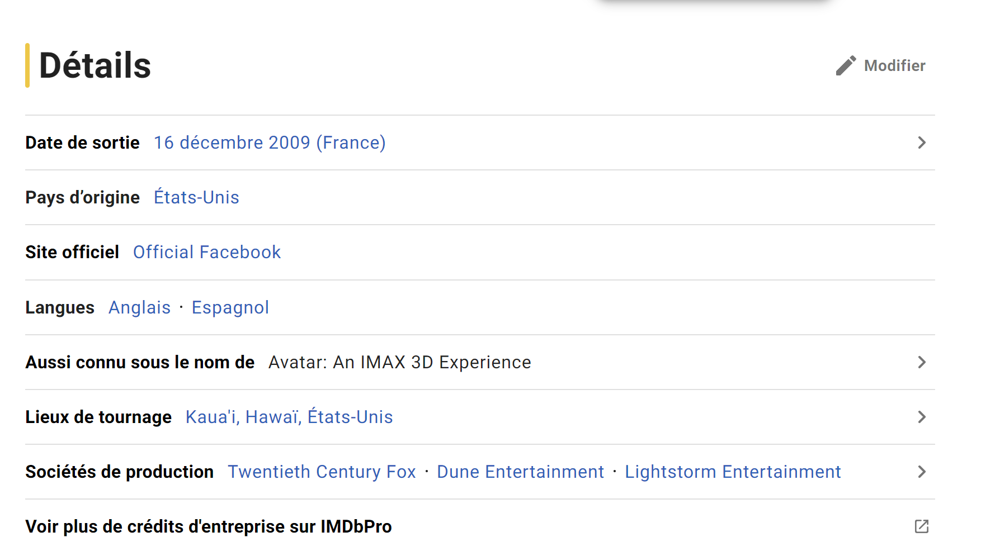 Détails
Modifier
Date de sortie 16 décembre 2009 (France)
Pays d’origine États-Unis
Site officiel Official Facebook
Langues Anglais · Espagnol
Aussi connu sous le nom de Avatar: An IMAX 3D Experience
Lieux de tournage Kaua'i, Hawaï, États-Unis
Sociétés de production Twentieth Century Fox · Dune Entertainment · Lightstorm Entertainment
Voir plus de crédits d'entreprise sur IMDbPro